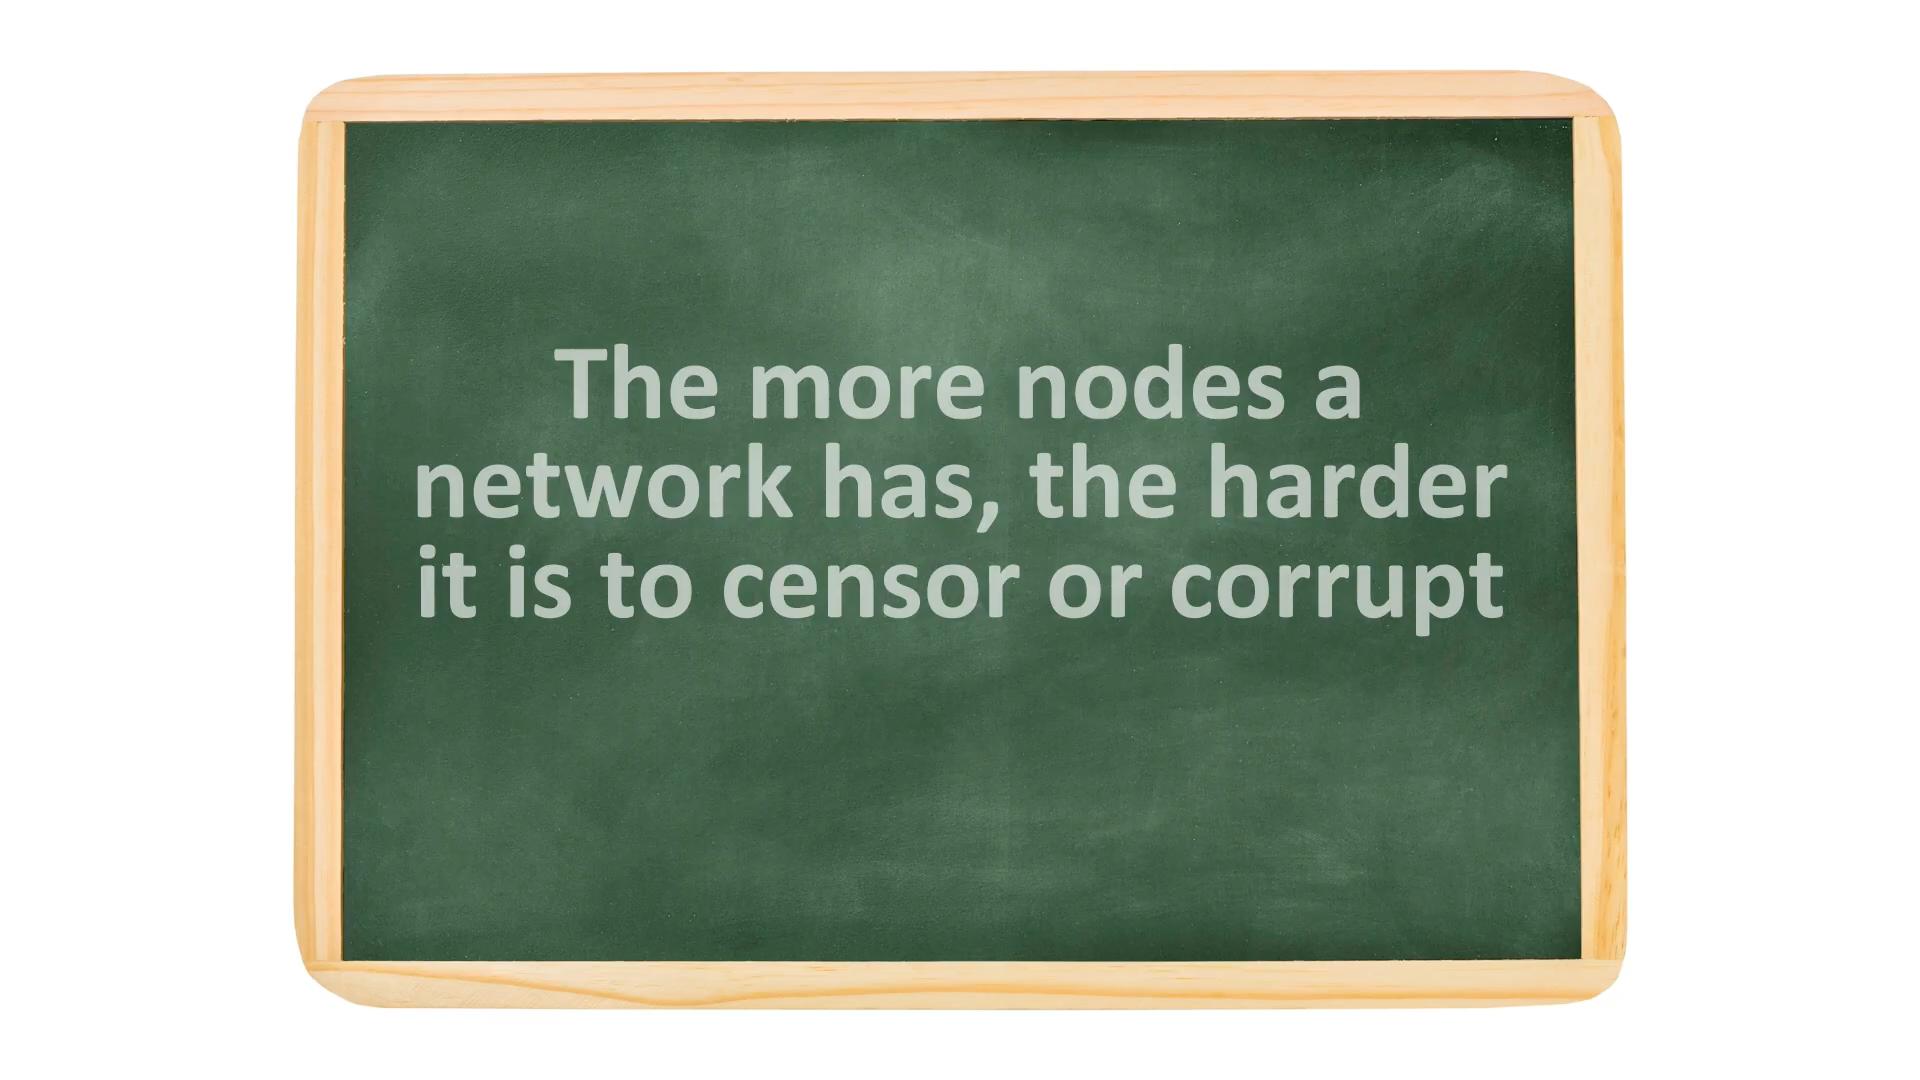 The more nodes a
network has, the harder
it is to censor or corrupt